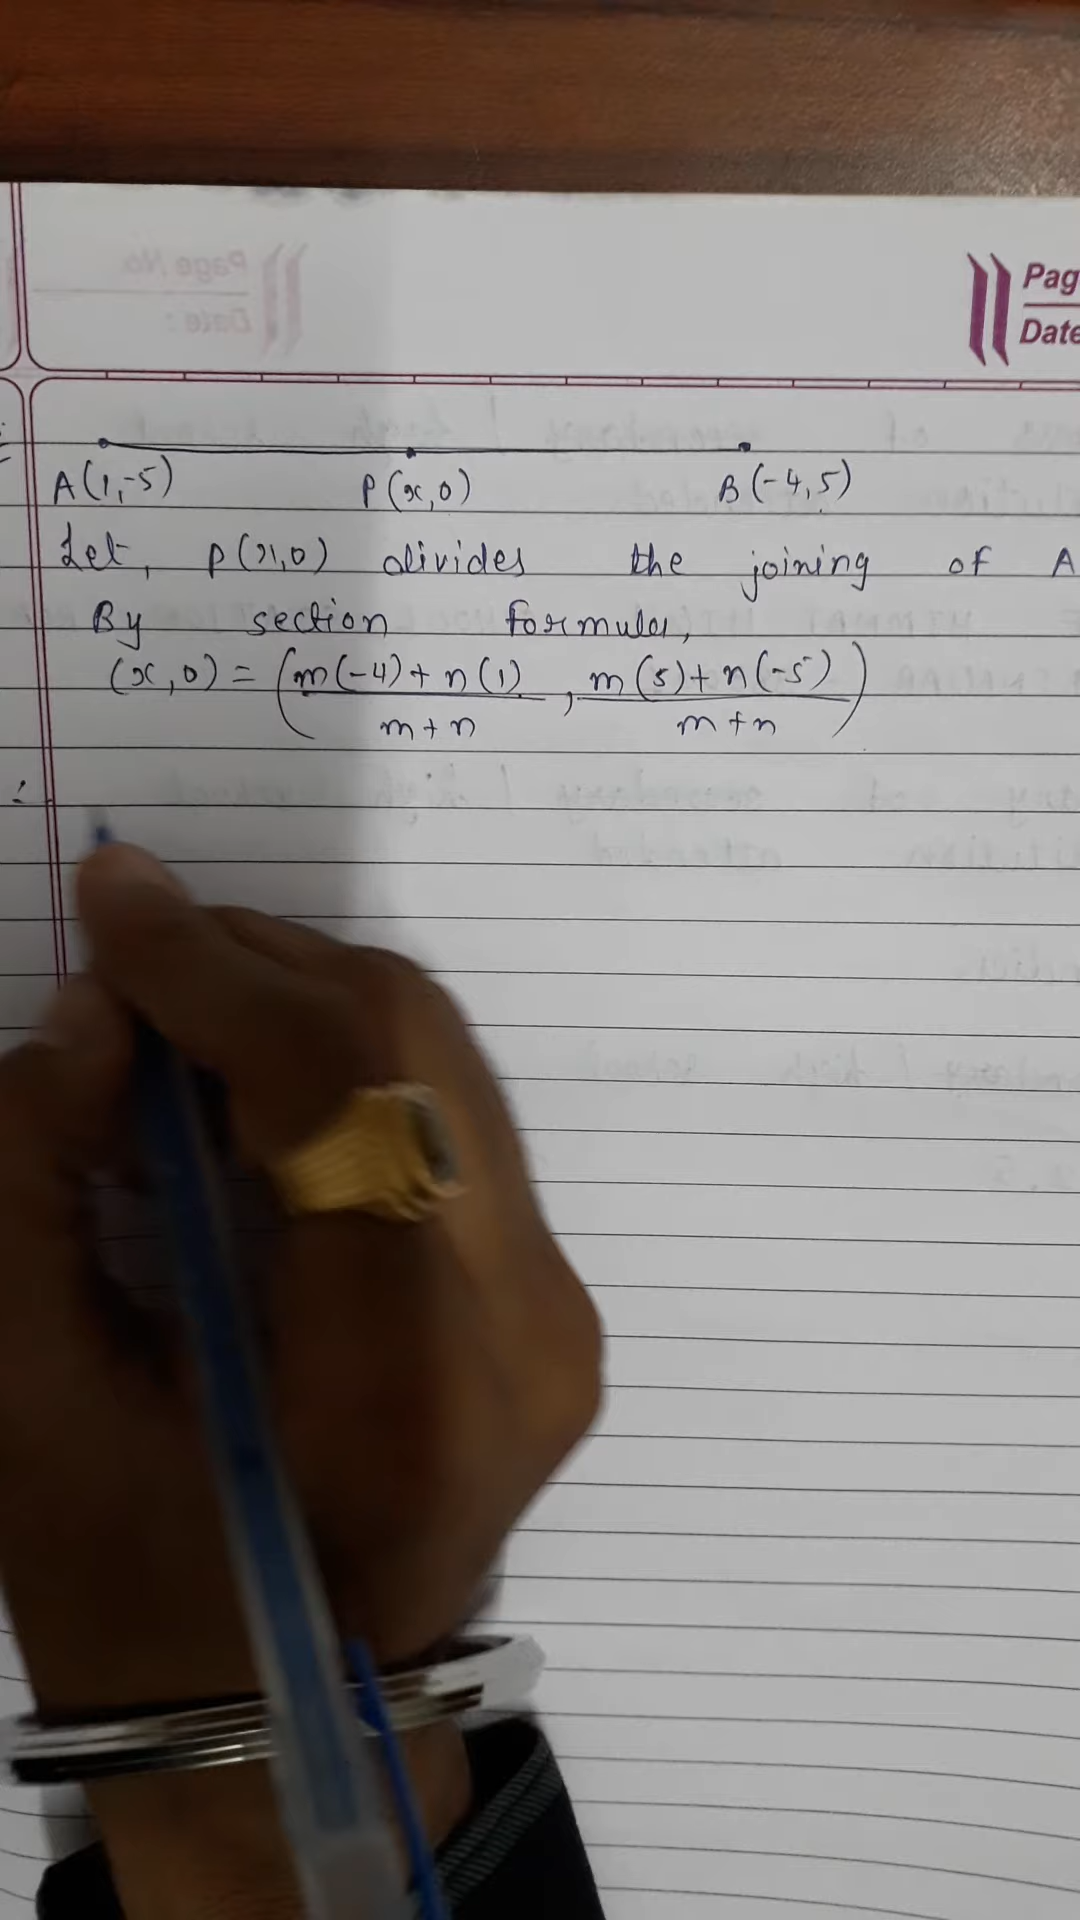 Pag
Date
A(1,-5) P(x,0) B(-4,5)
Let, P(x,0) divides the joining of A
By section formula,
(x,0) = (m(-4)+n(1)/m+n, m(5)+n(-5)/m+n)